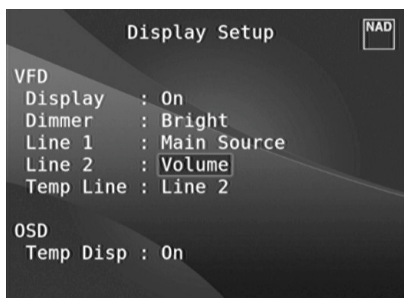 Display Setup
NAD
VFD
Display : On
Dimmer : Bright
Line 1 : Main Source
Line 2 : Volume
Temp Line : Line 2
OSD
Temp Disp : On